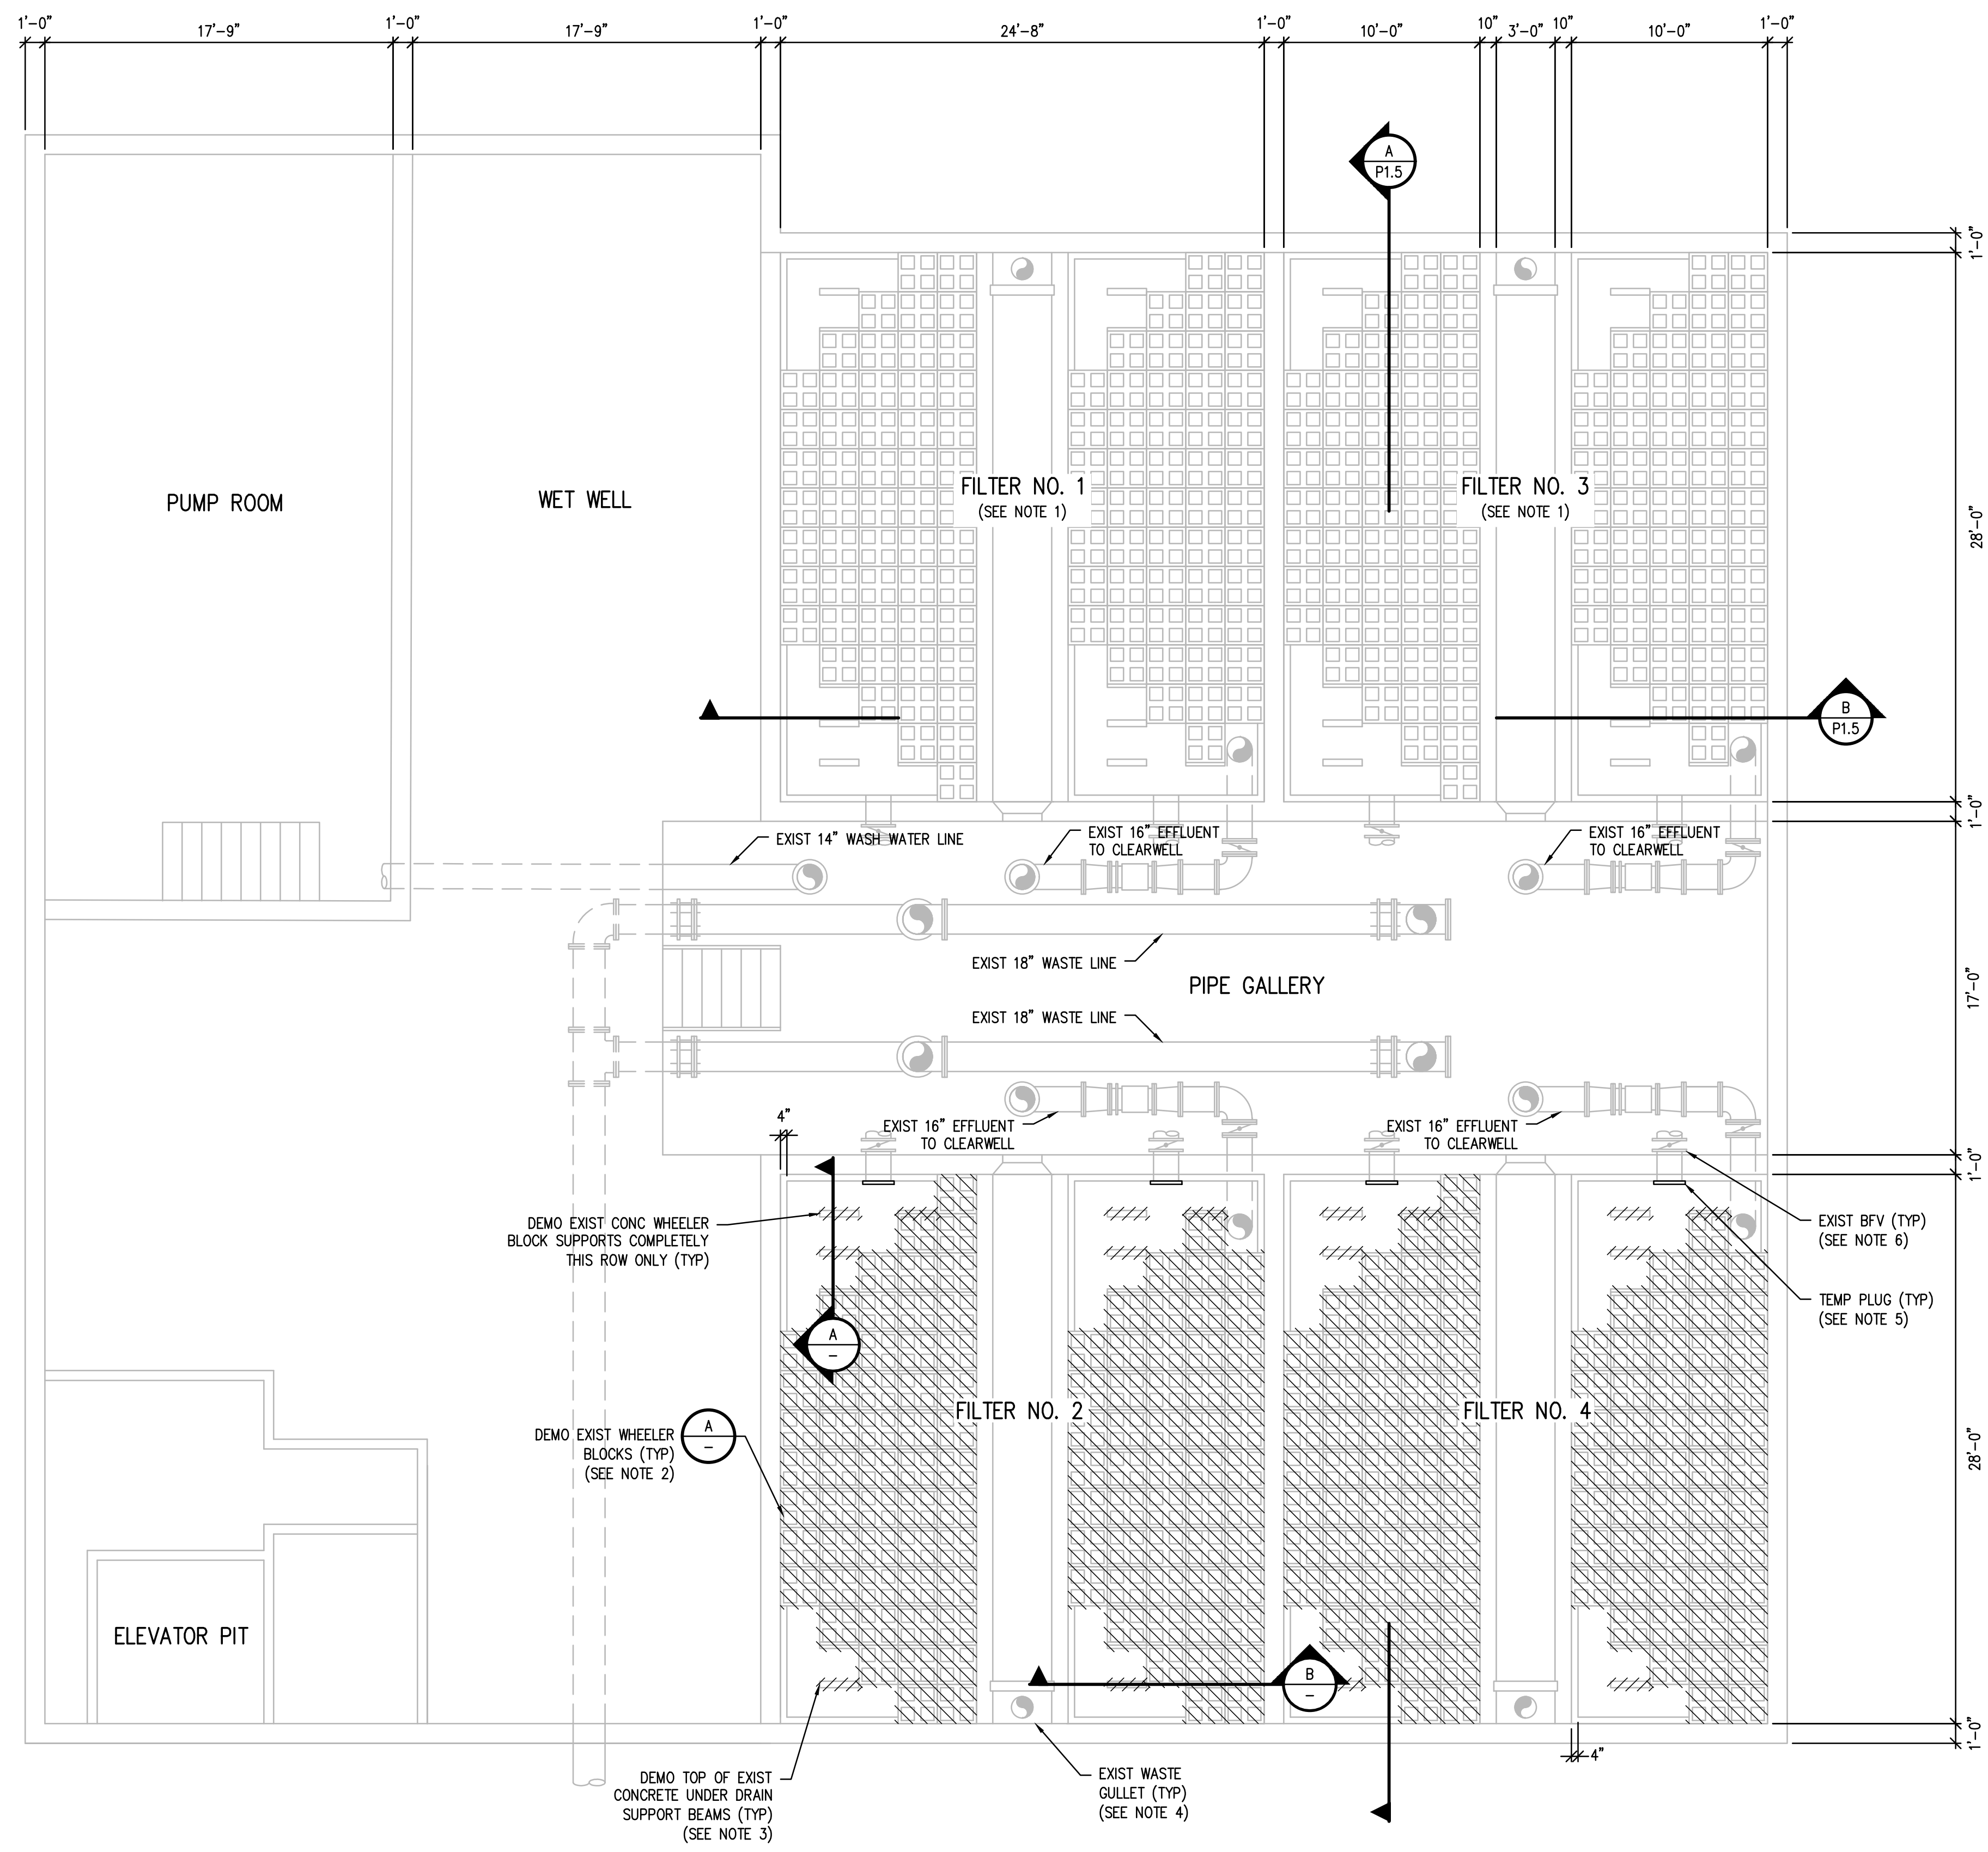 1'-0"
17'-9"
1'-0"
17'-9"
1'-0"
24'-8"
1'-0"
10'-0"
10"
3'-0"
10"
10'-0"
1'-0"
A
P1.5
1'-0"
PUMP ROOM
WET WELL
FILTER NO. 1
(SEE NOTE 1)
FILTER NO. 3
(SEE NOTE 1)
28'-0"
B
P1.5
1'-0"
EXIST 14" WASH WATER LINE
EXIST 16" EFFLUENT
TO CLEARWELL
EXIST 16" EFFLUENT
TO CLEARWELL
EXIST 18" WASTE LINE
PIPE GALLERY
17'-0"
EXIST 18" WASTE LINE
4"
EXIST 16" EFFLUENT
TO CLEARWELL
EXIST 16" EFFLUENT
TO CLEARWELL
1'-0"
DEMO EXIST CONC WHEELER
BLOCK SUPPORTS COMPLETELY
THIS ROW ONLY (TYP)
EXIST BFV (TYP)
(SEE NOTE 6)
TEMP PLUG (TYP)
(SEE NOTE 5)
A
–
FILTER NO. 2
FILTER NO. 4
DEMO EXIST WHEELER
BLOCKS (TYP)
(SEE NOTE 2)
A
–
28'-0"
ELEVATOR PIT
B
–
1'-0"
4"
DEMO TOP OF EXIST
CONCRETE UNDER DRAIN
SUPPORT BEAMS (TYP)
(SEE NOTE 3)
EXIST WASTE
GULLET (TYP)
(SEE NOTE 4)